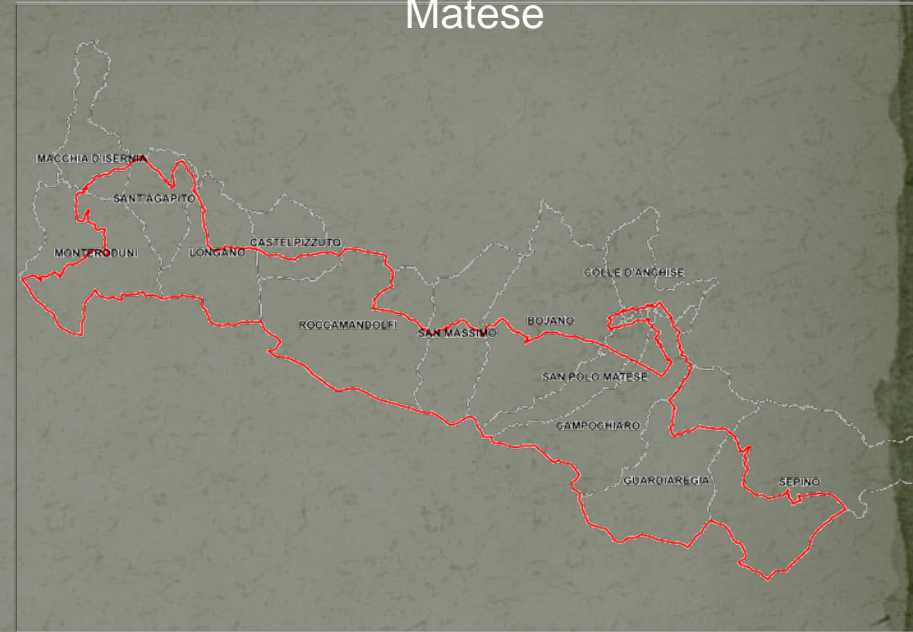 Matese
MACCHIA D'ISERNIA
SANT'AGAPITO
MONTERODUNI
LONGANO
CASTELPIZZUTO
COLLE D'ANCHISE
ROCCAMANDOLFI
SAN MASSIMO
BOJANO
SAN POLO MATESE
CAMPOCHIARO
GUARDIAREGIA
SEPINO